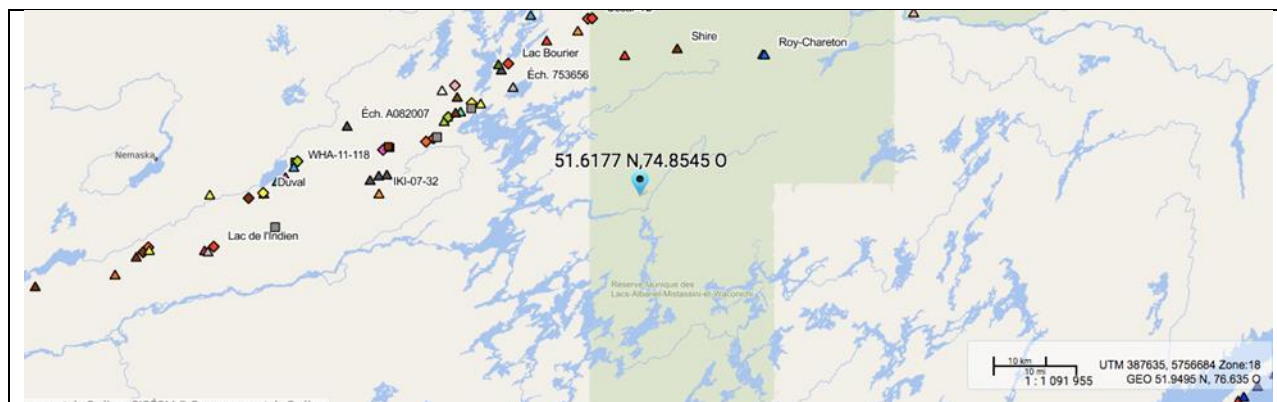 Lac Bourier
Shire
Roy-Chareton
Éch. 753656
Éch. A082007
WHA-11-118
Nemaska
51.6177 N,74.8545 O
Duval
IKI-07-32
Lac de l'Indien
Réserve faunique des
Lacs-Albanel-Mistassini-et-Waconichi
10 km
10 mi
1 : 1 091 955
UTM 387635, 5756684 Zone:18
GEO 51.9495 N, 76.635 O